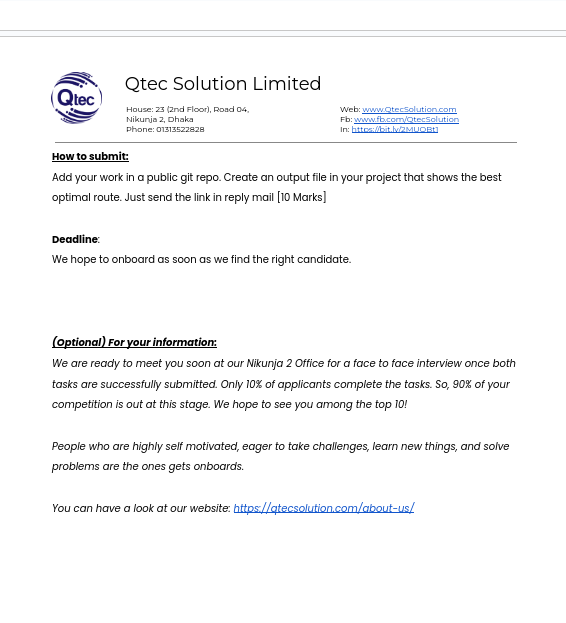 Qtec
Qtec Solution Limited
House: 23 (2nd Floor), Road 04,
Nikunja 2, Dhaka
Phone: 01313522828
Web: www.QtecSolution.com
Fb: www.fb.com/QtecSolution
In: https://bit.ly/2MUOBt1
How to submit:
Add your work in a public git repo. Create an output file in your project that shows the best
optimal route. Just send the link in reply mail [10 Marks]
Deadline:
We hope to onboard as soon as we find the right candidate.
(Optional) For your information:
We are ready to meet you soon at our Nikunja 2 Office for a face to face interview once both
tasks are successfully submitted. Only 10% of applicants complete the tasks. So, 90% of your
competition is out at this stage. We hope to see you among the top 10!
People who are highly self motivated, eager to take challenges, learn new things, and solve
problems are the ones gets onboards.
You can have a look at our website: https://qtecsolution.com/about-us/